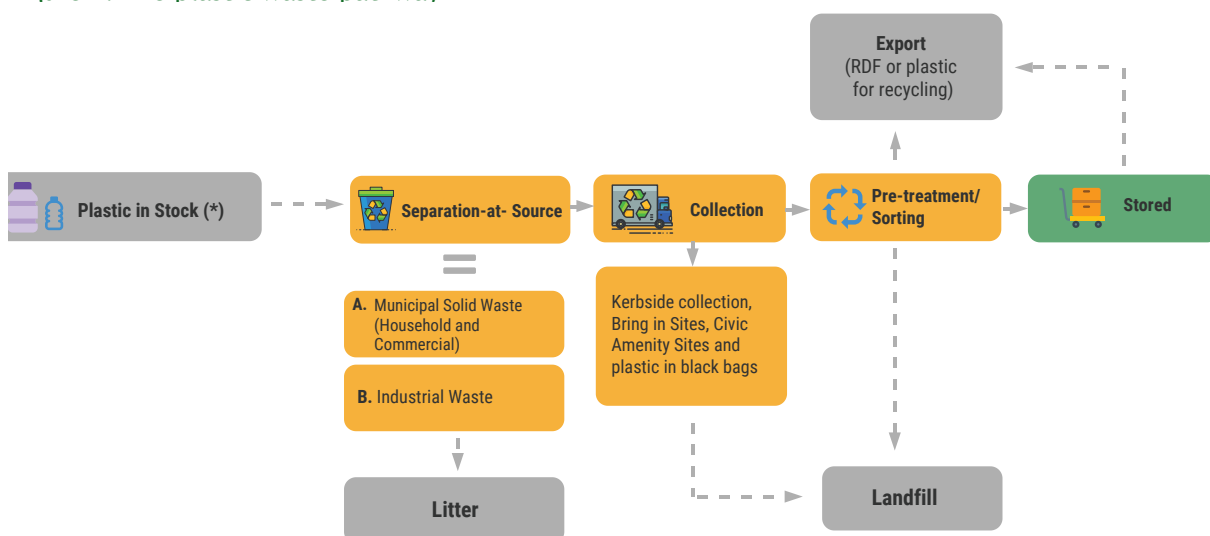 Export
(RDF or plastic
for recycling)
Plastic in Stock (*)
Separation-at- Source
Collection
Pre-treatment/
Sorting
Stored
A. Municipal Solid Waste
(Household and
Commercial)
B. Industrial Waste
Kerbside collection,
Bring in Sites, Civic
Amenity Sites and
plastic in black bags
Litter
Landfill